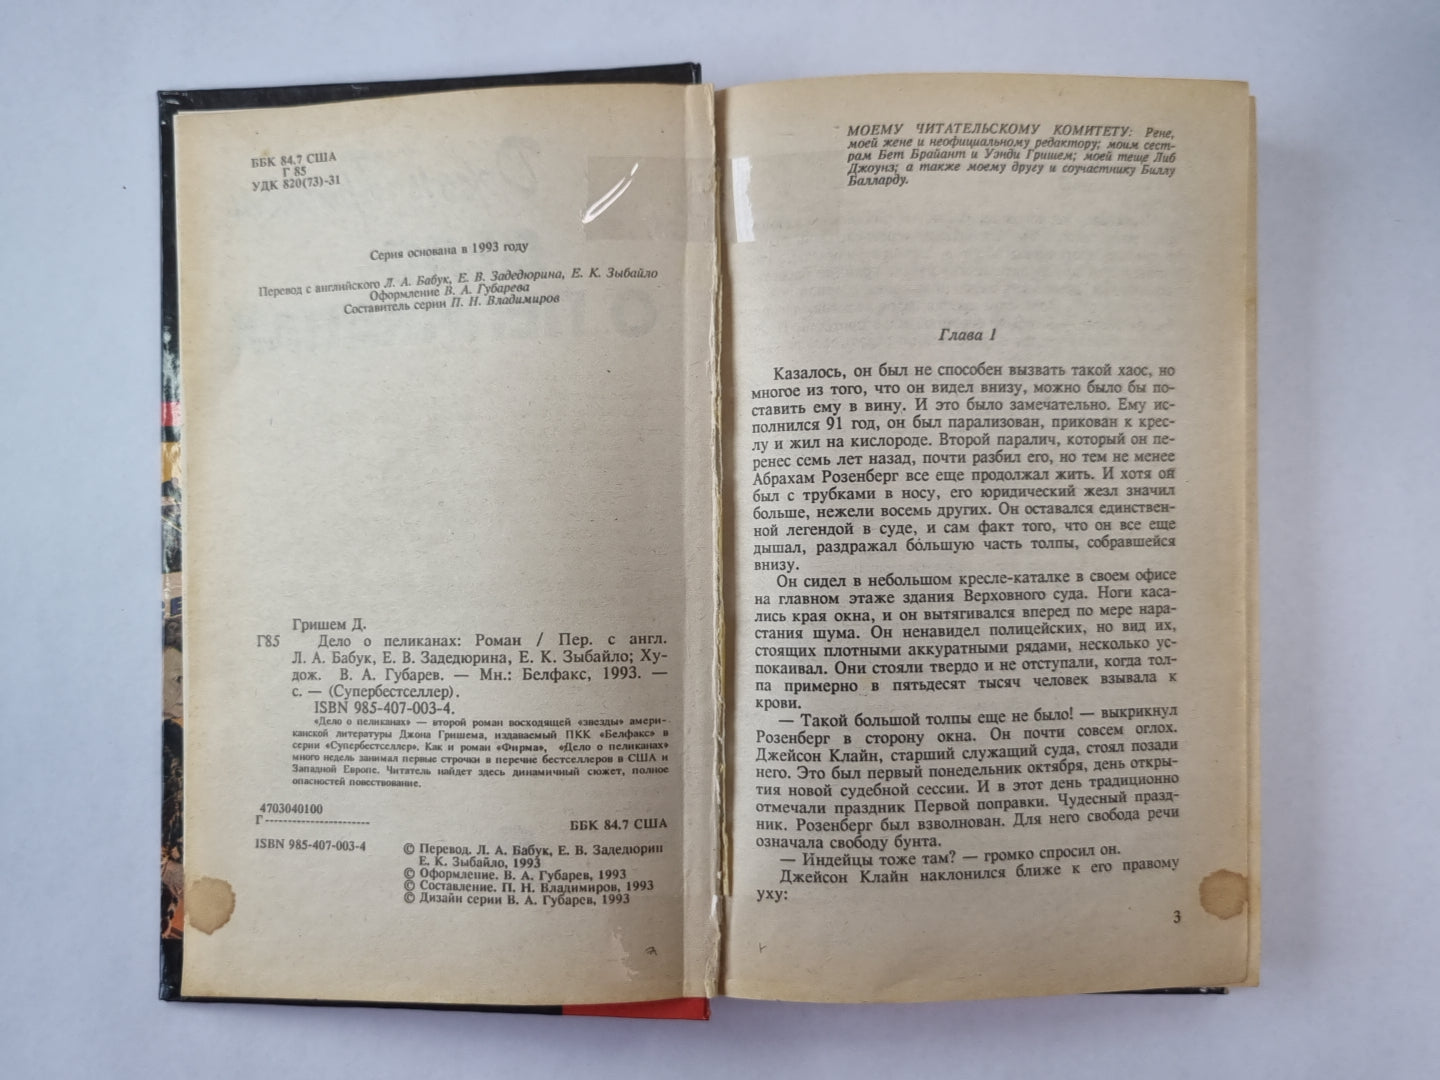 ББК 84.7 США
Г 85
УДК 820(73)-31
Серия основана в 1993 году
Перевод с английского Л. А. Бабук, Е. В. Задедюрина, Е. К. Зыбайло
Оформление В. А. Губарева
Составитель серии П. Н. Владимиров
Гришем Д.
Г85 Дело о пеликанах: Роман / Пер. с англ.
Л. А. Бабук, Е. В. Задедюрина, Е. К. Зыбайло; Ху-
дож. В. А. Губарев. — Мн.: Белфакс, 1993. —
с. — (Супербестселлер).
ISBN 985-407-003-4.
«Дело о пеликанах» — второй роман восходящей «звезды» амери-
канской литературы Джона Гришема, издаваемый ПКК «Белфакс» в
серии «Супербестселлер». Как и роман «Фирма», «Дело о пеликанах»
много недель занимал первые строчки в перечне бестселлеров в США и
Западной Европе. Читатель найдет здесь динамичный сюжет, полное
опасностей повествование.
4703040100
Г ------------------------
ББК 84.7 США
ISBN 985-407-003-4
© Перевод. Л. А. Бабук, Е. В. Задедюрин
Е. К. Зыбайло, 1993
© Оформление. В. А. Губарев, 1993
© Составление. П. Н. Владимиров, 1993
© Дизайн серии В. А. Губарев, 1993
МОЕМУ ЧИТАТЕЛЬСКОМУ КОМИТЕТУ: Рене,
моей жене и неофициальному редактору; моим сест-
рам Бет Брайант и Уэнди Гришем; моей теще Либ
Джоунз; а также моему другу и соучастнику Биллу
Балларду.
Глава 1
Казалось, он был не способен вызвать такой хаос, но
многое из того, что он видел внизу, можно было бы по-
ставить ему в вину. И это было замечательно. Ему ис-
полнился 91 год, он был парализован, прикован к крес-
лу и жил на кислороде. Второй паралич, который он пе-
ренес семь лет назад, почти разбил его, но тем не менее
Абрахам Розенберг все еще продолжал жить. И хотя он
был с трубками в носу, его юридический жезл значил
больше, нежели восемь других. Он оставался единствен-
ной легендой в суде, и сам факт того, что он все еще
дышал, раздражал бо́льшую часть толпы, собравшейся
внизу.
Он сидел в небольшом кресле-каталке в своем офисе
на главном этаже здания Верховного суда. Ноги каса-
лись края окна, и он вытягивался вперед по мере нара-
стания шума. Он ненавидел полицейских, но вид их,
стоящих плотными аккуратными рядами, несколько ус-
покаивал. Они стояли твердо и не отступали, когда тол-
па примерно в пятьдесят тысяч человек взывала к
крови.
— Такой большой толпы еще не было! — выкрикнул
Розенберг в сторону окна. Он почти совсем оглох.
Джейсон Клайн, старший служащий суда, стоял позади
него. Это был первый понедельник октября, день откры-
тия новой судебной сессии. И в этот день традиционно
отмечали праздник Первой поправки. Чудесный празд-
ник. Розенберг был взволнован. Для него свобода речи
означала свободу бунта.
— Индейцы тоже там? — громко спросил он.
Джейсон Клайн наклонился ближе к его правому
уху:
3